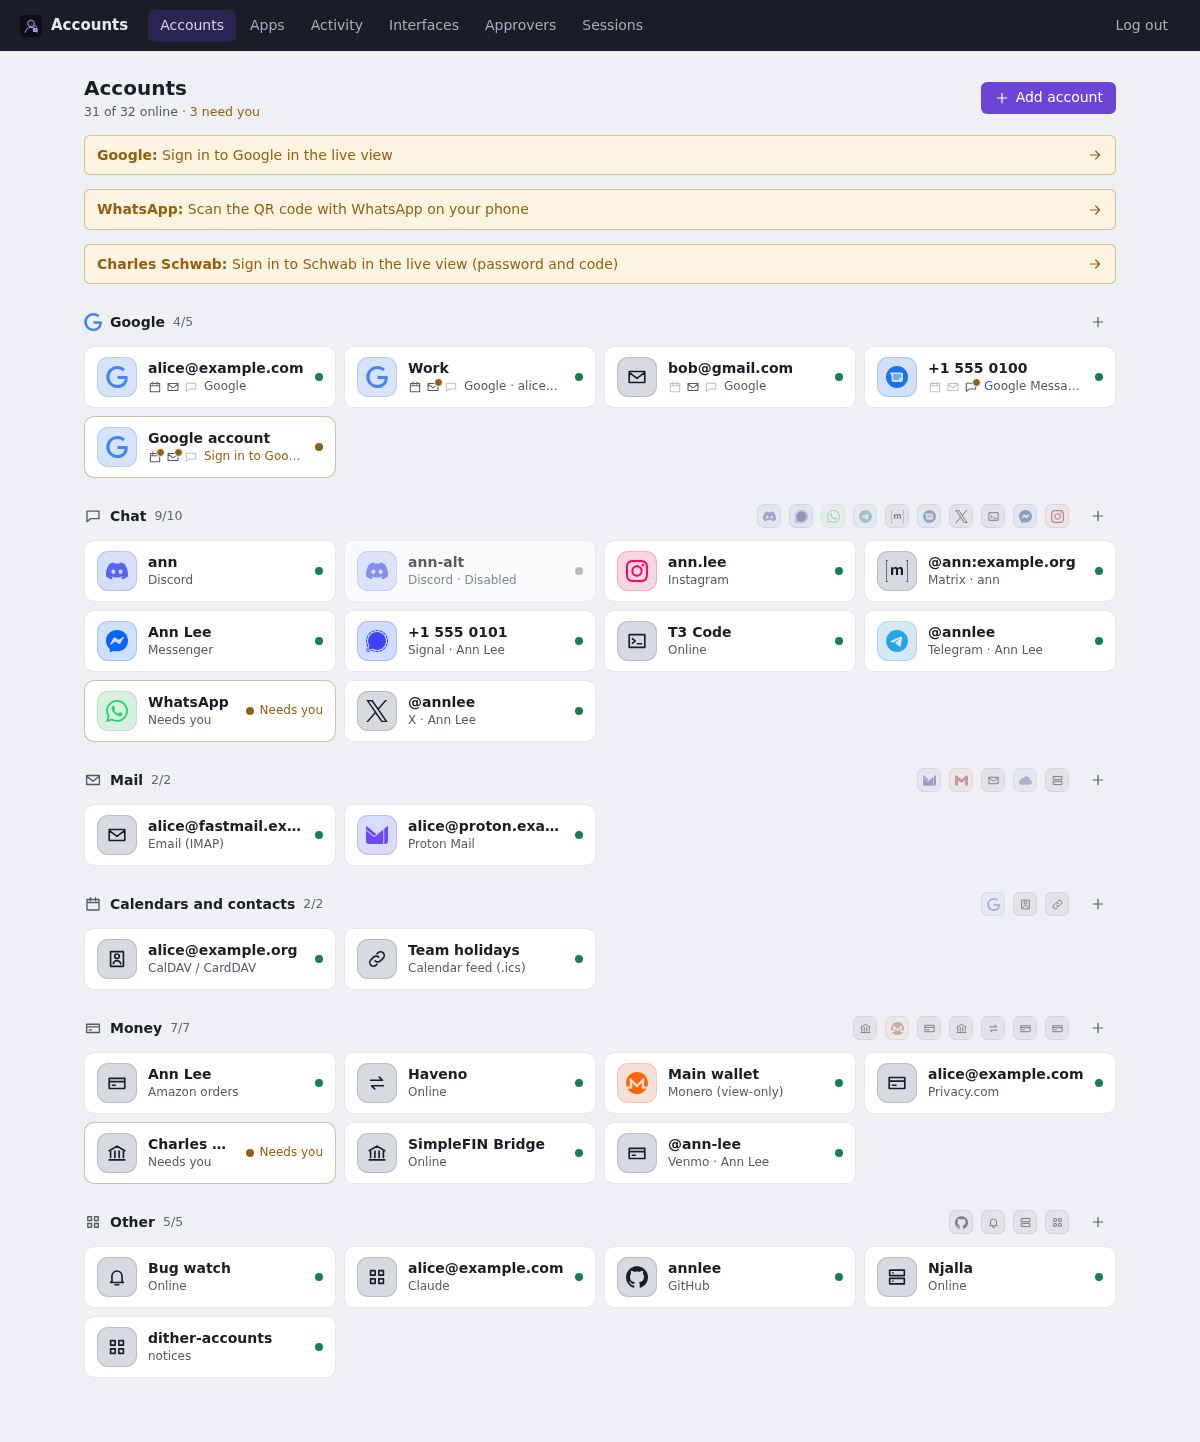 Accounts
Accounts
Apps
Activity
Interfaces
Approvers
Sessions
Log out
Accounts
31 of 32 online · 3 need you
Add account
Google: Sign in to Google in the live view
WhatsApp: Scan the QR code with WhatsApp on your phone
Charles Schwab: Sign in to Schwab in the live view (password and code)
Google 4/5
alice@example.com
Google
Work
Google · alice…
bob@gmail.com
Google
+1 555 0100
Google Messa…
Google account
Sign in to Goo…
Chat 9/10
ann
Discord
ann-alt
Discord · Disabled
ann.lee
Instagram
@ann:example.org
Matrix · ann
Ann Lee
Messenger
+1 555 0101
Signal · Ann Lee
T3 Code
Online
@annlee
Telegram · Ann Lee
WhatsApp
Needs you
Needs you
@annlee
X · Ann Lee
Mail 2/2
alice@fastmail.ex…
Email (IMAP)
alice@proton.exa…
Proton Mail
Calendars and contacts 2/2
alice@example.org
CalDAV / CardDAV
Team holidays
Calendar feed (.ics)
Money 7/7
Ann Lee
Amazon orders
Haveno
Online
Main wallet
Monero (view-only)
alice@example.com
Privacy.com
Charles …
Needs you
Needs you
SimpleFIN Bridge
Online
@ann-lee
Venmo · Ann Lee
Other 5/5
Bug watch
Online
alice@example.com
Claude
annlee
GitHub
Njalla
Online
dither-accounts
notices